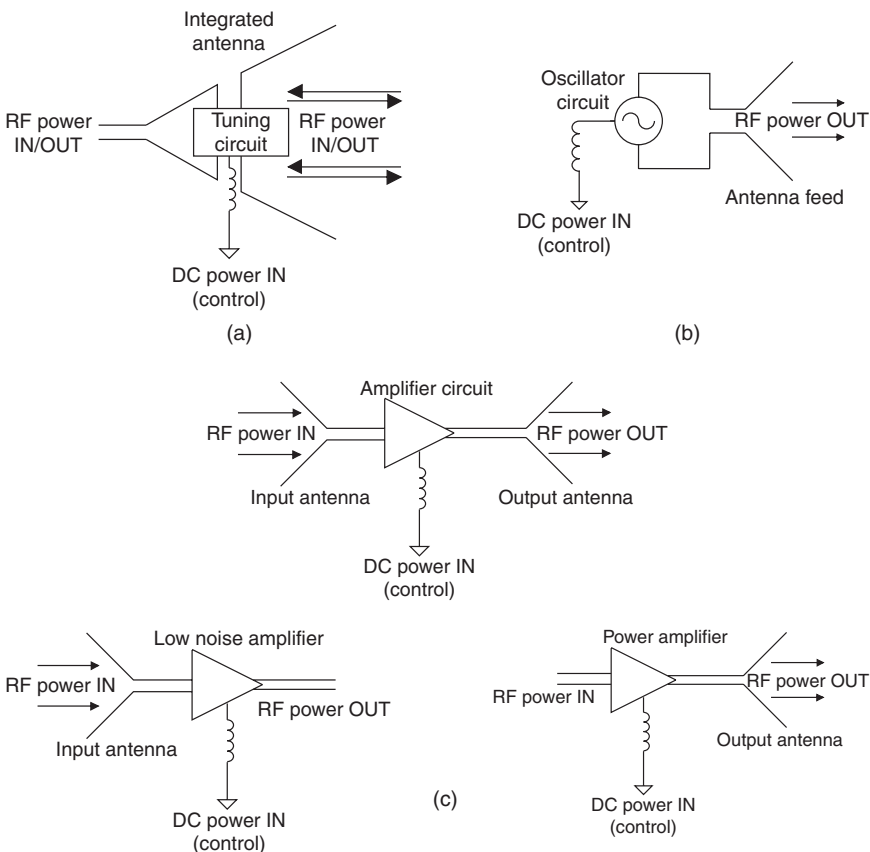 Integrated
antenna
RF power
IN/OUT
Tuning
circuit
RF power
IN/OUT
DC power IN
(control)
(a)
Oscillator
circuit
RF power OUT
Antenna feed
DC power IN
(control)
(b)
Amplifier circuit
RF power IN
RF power OUT
Input antenna
Output antenna
DC power IN
(control)
Low noise amplifier
RF power IN
RF power OUT
Input antenna
DC power IN
(control)
Power amplifier
RF power IN
RF power OUT
Output antenna
DC power IN
(control)
(c)